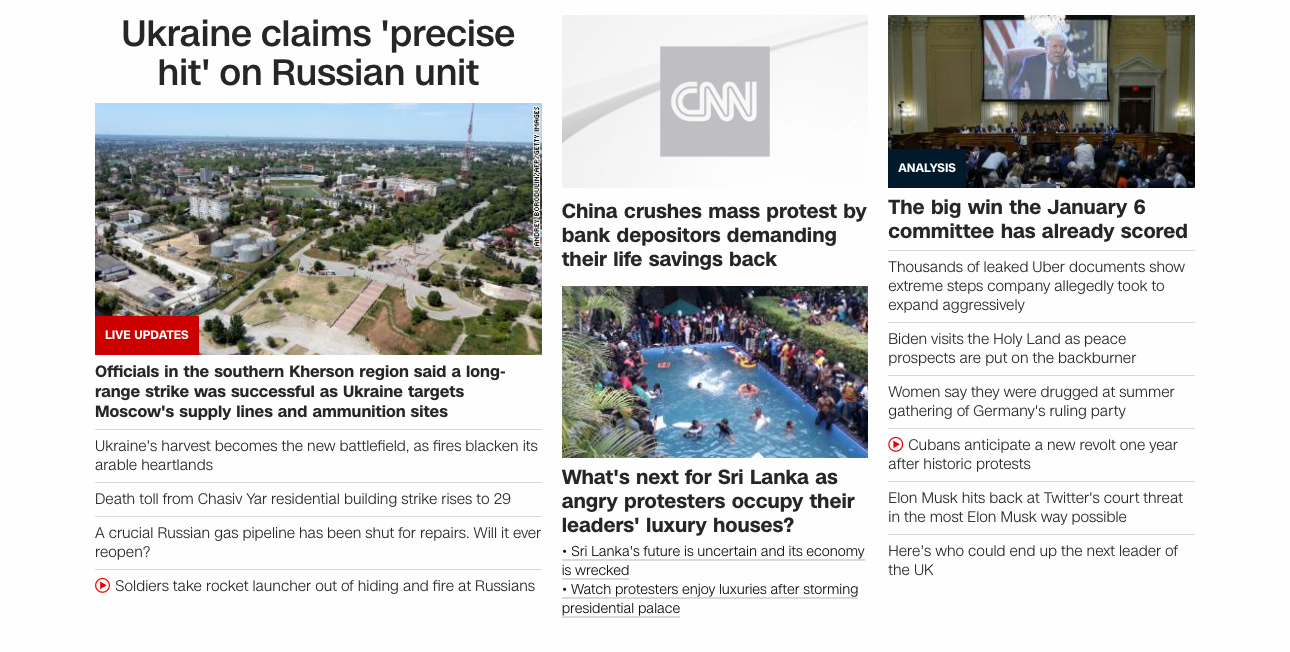 Ukraine claims 'precise
hit' on Russian unit
ANDREY BORODULIN/AFP/GETTY IMAGES
LIVE UPDATES
Officials in the southern Kherson region said a long-
range strike was successful as Ukraine targets
Moscow's supply lines and ammunition sites
Ukraine's harvest becomes the new battlefield, as fires blacken its
arable heartlands
Death toll from Chasiv Yar residential building strike rises to 29
A crucial Russian gas pipeline has been shut for repairs. Will it ever
reopen?
Soldiers take rocket launcher out of hiding and fire at Russians
CNN
China crushes mass protest by
bank depositors demanding
their life savings back
What's next for Sri Lanka as
angry protesters occupy their
leaders' luxury houses?
• Sri Lanka's future is uncertain and its economy
is wrecked
• Watch protesters enjoy luxuries after storming
presidential palace
ANALYSIS
The big win the January 6
committee has already scored
Thousands of leaked Uber documents show
extreme steps company allegedly took to
expand aggressively
Biden visits the Holy Land as peace
prospects are put on the backburner
Women say they were drugged at summer
gathering of Germany's ruling party
Cubans anticipate a new revolt one year
after historic protests
Elon Musk hits back at Twitter's court threat
in the most Elon Musk way possible
Here's who could end up the next leader of
the UK